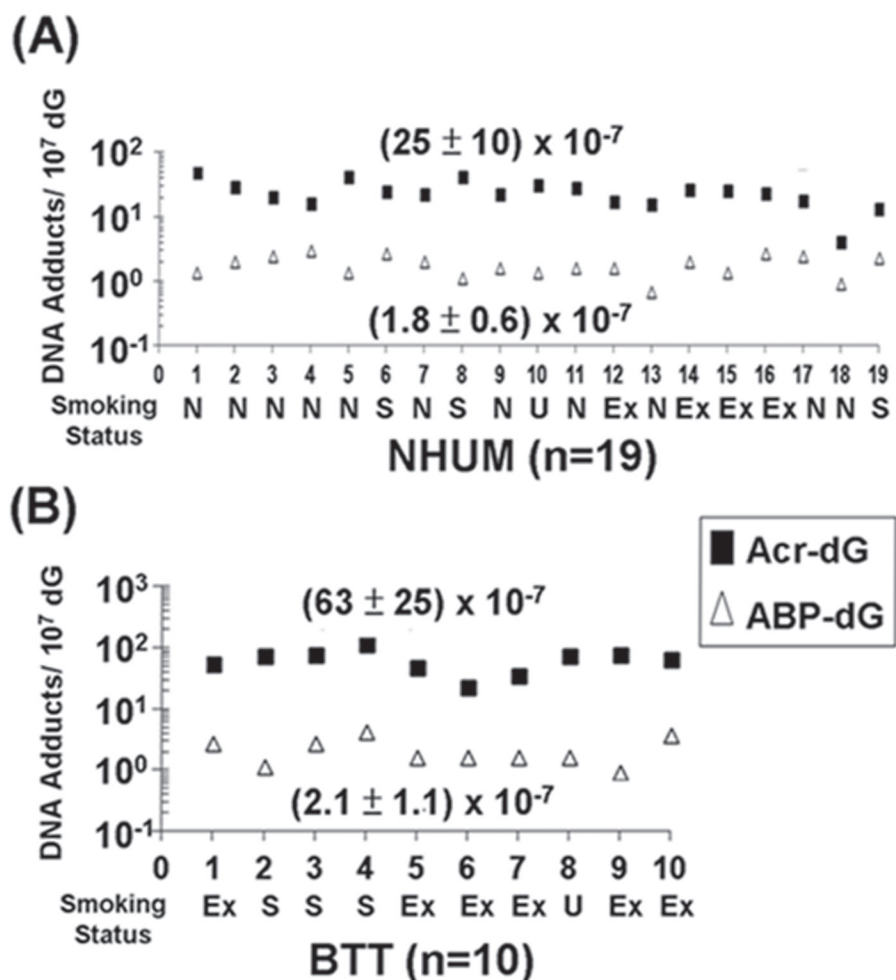 (A)
DNA Adducts/ 10⁷ dG
(25 ± 10) x 10⁻⁷
10²
10¹
10⁰
10⁻¹
(1.8 ± 0.6) x 10⁻⁷
0 1 2 3 4 5 6 7 8 9 10 11 12 13 14 15 16 17 18 19
Smoking Status N N N N N S N S N U N Ex N Ex Ex Ex N N S
NHUM (n=19)
(B)
DNA Adducts/ 10⁷ dG
(63 ± 25) x 10⁻⁷
10³
10²
10¹
10⁰
10⁻¹
(2.1 ± 1.1) x 10⁻⁷
0 1 2 3 4 5 6 7 8 9 10
Smoking Status Ex S S S Ex Ex Ex U Ex Ex
BTT (n=10)
Acr-dG
ABP-dG